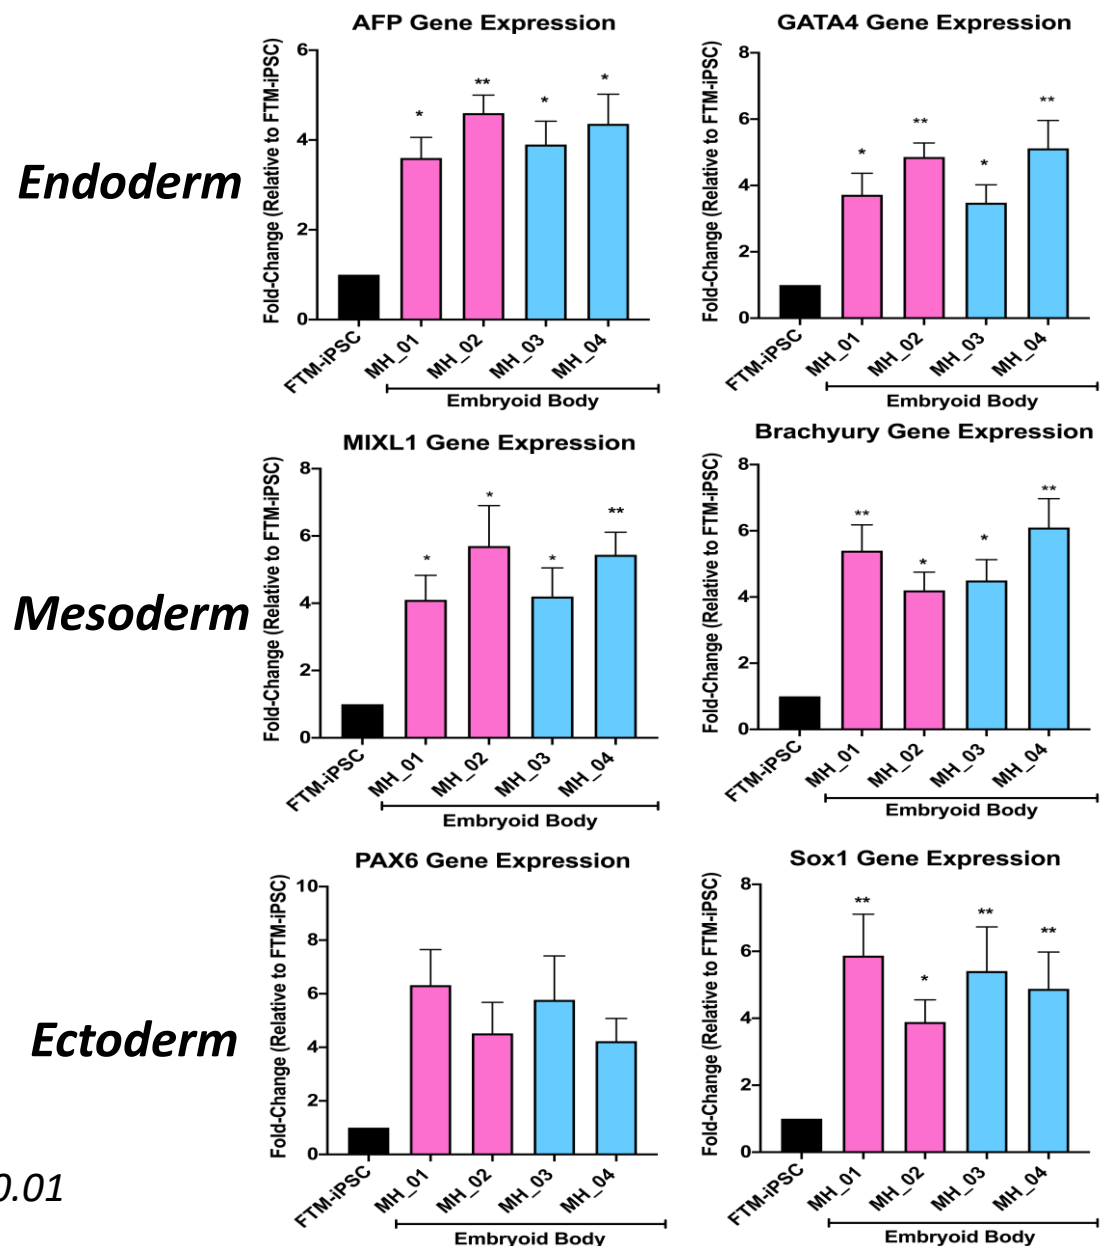 AFP Gene Expression
Fold-Change (Relative to FTM-iPSC)
6
4
2
0
* ** * *
FTM-iPSC MH_01 MH_02 MH_03 MH_04
Embryoid Body
GATA4 Gene Expression
Fold-Change (Relative to FTM-iPSC)
8
6
4
2
0
* ** * **
FTM-iPSC MH_01 MH_02 MH_03 MH_04
Embryoid Body
Endoderm
MIXL1 Gene Expression
Fold-Change (Relative to FTM-iPSC)
8
6
4
2
0
* * * **
FTM-iPSC MH_01 MH_02 MH_03 MH_04
Embryoid Body
Brachyury Gene Expression
Fold-Change (Relative to FTM-iPSC)
8
6
4
2
0
** * * **
FTM-iPSC MH_01 MH_02 MH_03 MH_04
Embryoid Body
Mesoderm
PAX6 Gene Expression
Fold-Change (Relative to FTM-iPSC)
10
8
6
4
2
0
FTM-iPSC MH_01 MH_02 MH_03 MH_04
Embryoid Body
Sox1 Gene Expression
Fold-Change (Relative to FTM-iPSC)
8
6
4
2
0
** * ** **
FTM-iPSC MH_01 MH_02 MH_03 MH_04
Embryoid Body
Ectoderm
0.01